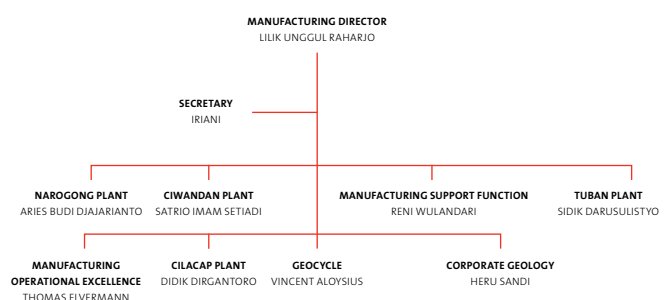 MANUFACTURING DIRECTOR
LILIK UNGGUL RAHARJO
SECRETARY
IRIANI
NAROGONG PLANT
ARIES BUDI DJAJARIANTO
CIWANDAN PLANT
SATRIO IMAM SETIADI
MANUFACTURING SUPPORT FUNCTION
RENI WULANDARI
TUBAN PLANT
SIDIK DARUSULISTYO
MANUFACTURING
OPERATIONAL EXCELLENCE
THOMAS ELVERMANN
CILACAP PLANT
DIDIK DIRGANTORO
GEOCYCLE
VINCENT ALOYSIUS
CORPORATE GEOLOGY
HERU SANDI